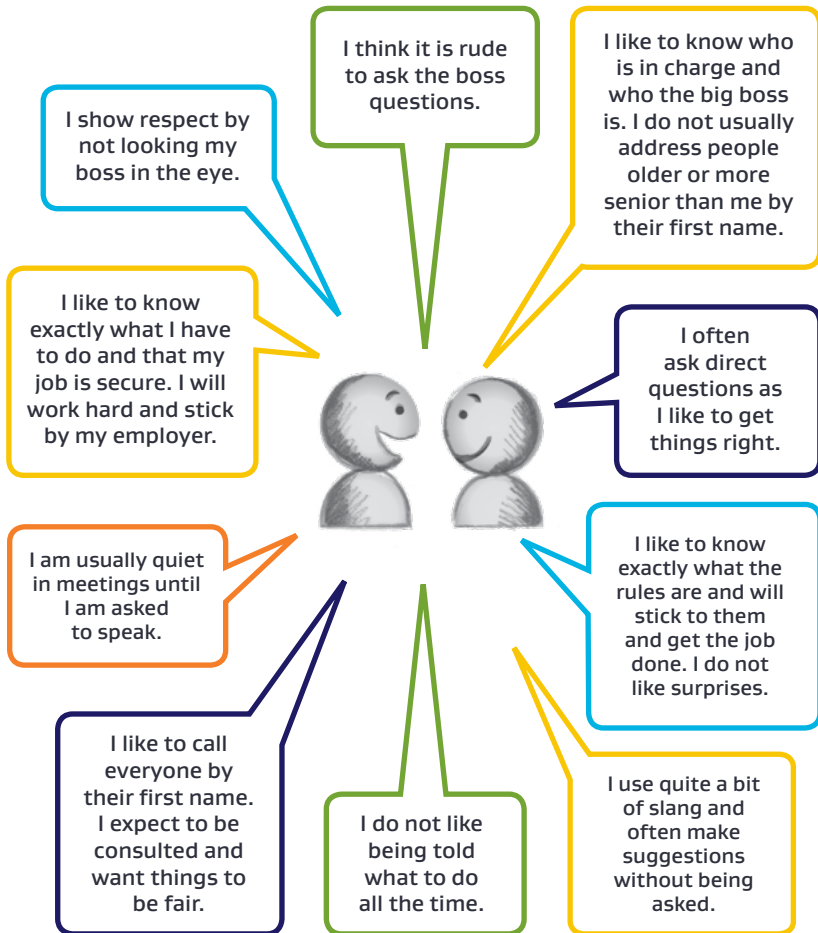 I think it is rude
to ask the boss
questions.
I like to know who
is in charge and
who the big boss
is. I do not usually
address people
older or more
senior than me by
their first name.
I show respect by
not looking my
boss in the eye.
I like to know
exactly what I have
to do and that my
job is secure. I will
work hard and stick
by my employer.
I often
ask direct
questions as
I like to get
things right.
I am usually quiet
in meetings until
I am asked
to speak.
I like to know
exactly what the
rules are and will
stick to them
and get the job
done. I do not
like surprises.
I like to call
everyone by
their first name.
I expect to be
consulted and
want things to
be fair.
I do not like
being told
what to do
all the time.
I use quite a bit
of slang and
often make
suggestions
without being
asked.